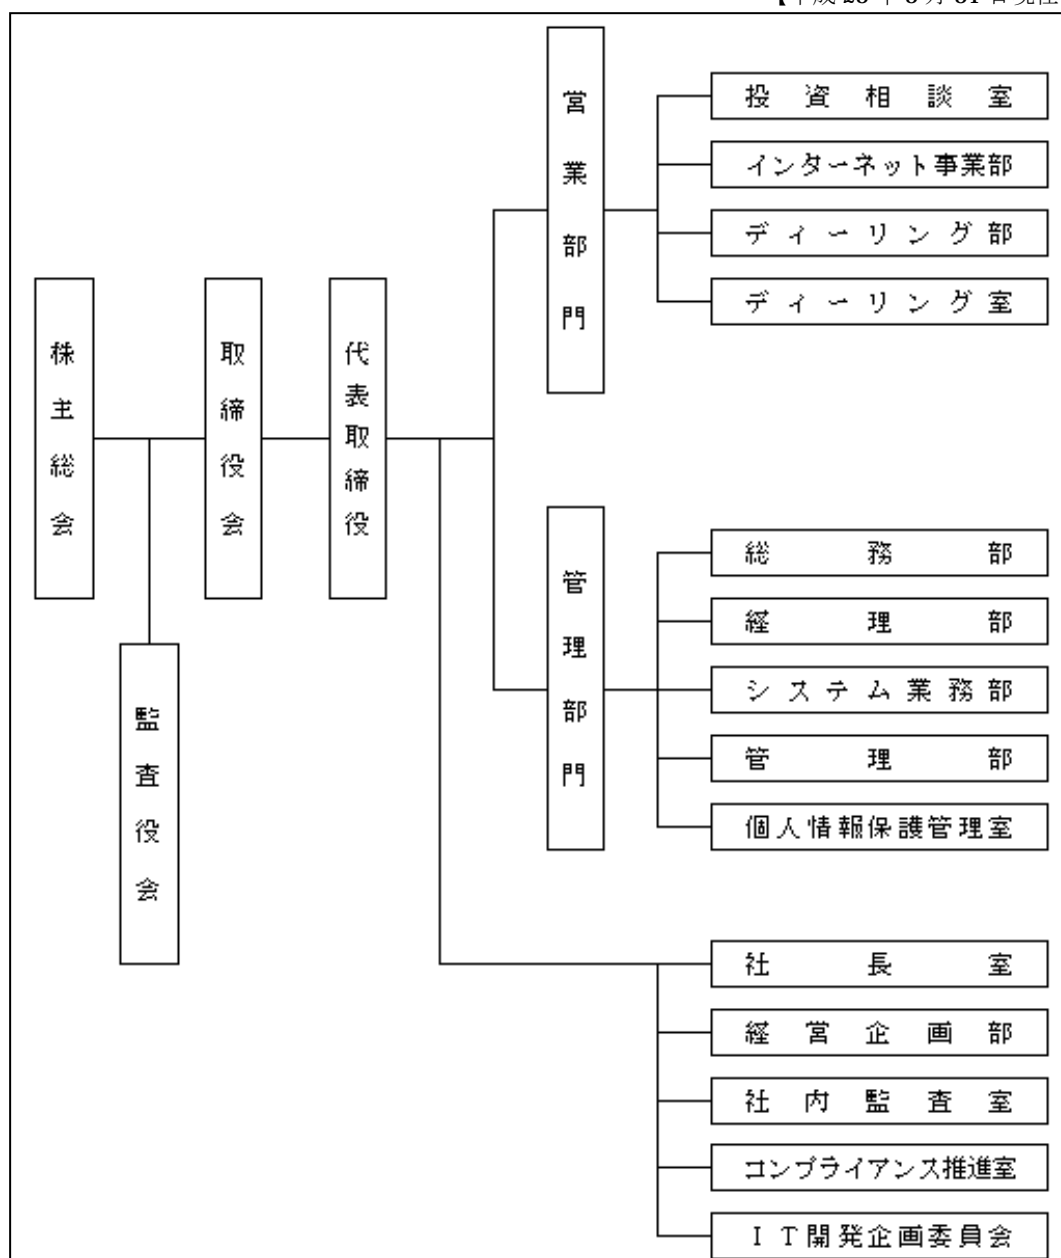 株主総会
監査役会
取締役会
代表取締役
営業部門
投資相談室
インターネット事業部
ディーリング部
ディーリング室
管理部門
総務部
経理部
システム業務部
管理部
個人情報保護管理室
社長室
経営企画部
社内監査室
コンプライアンス推進室
ＩＴ開発企画委員会